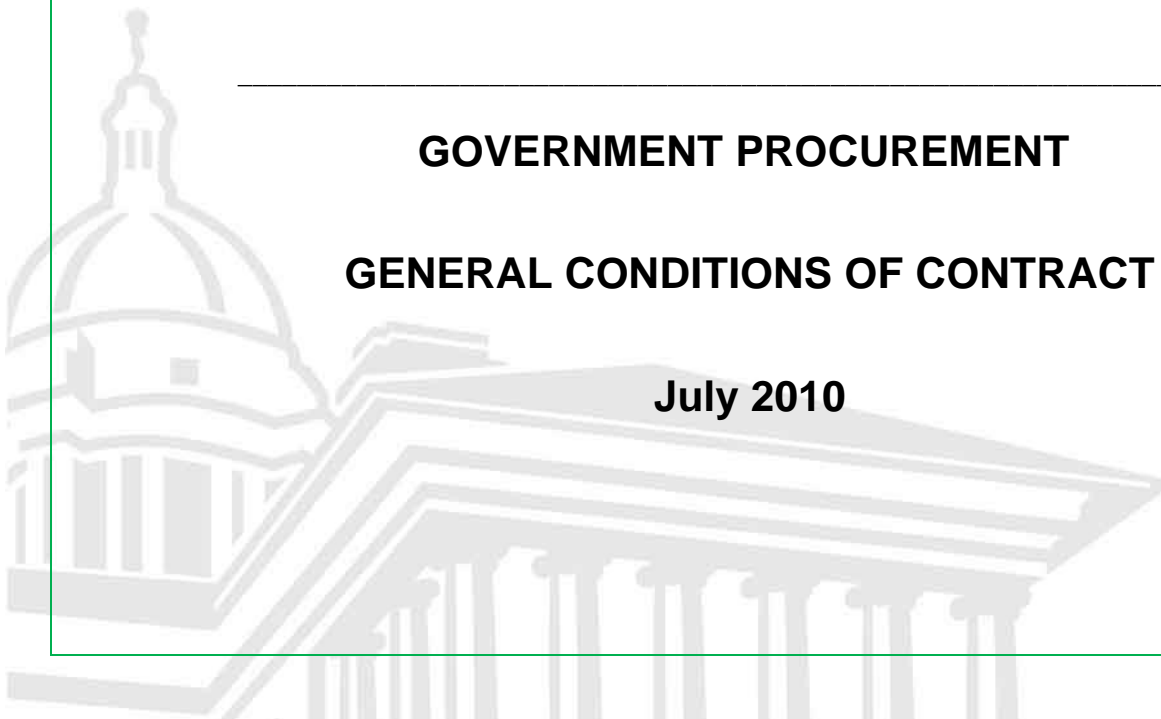 GOVERNMENT PROCUREMENT
GENERAL CONDITIONS OF CONTRACT
July 2010